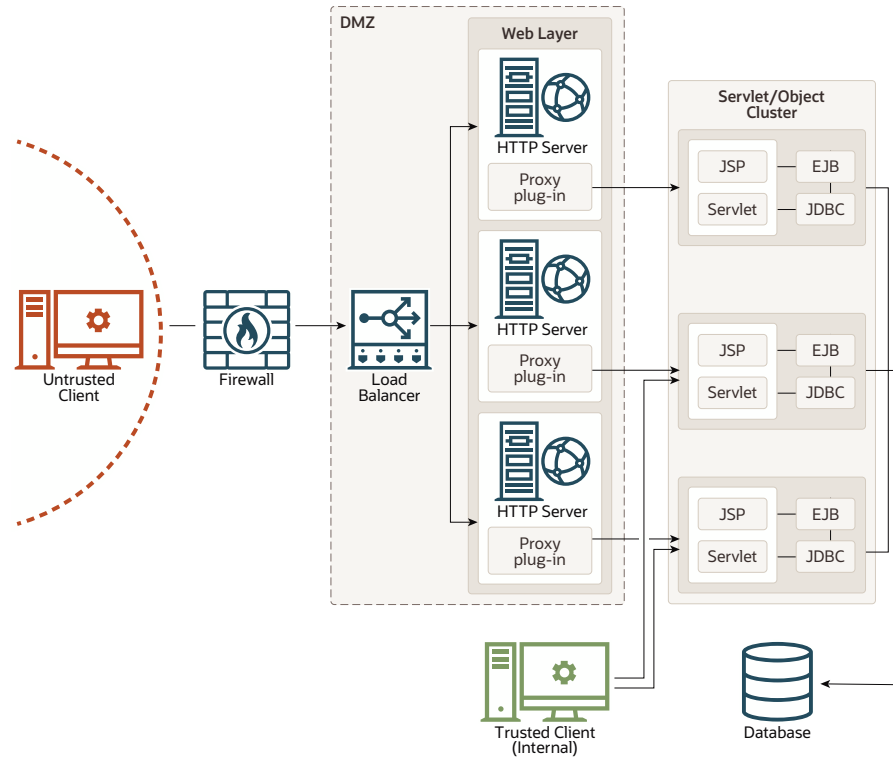 DMZ
Web Layer
HTTP Server
Proxy
plug-in
HTTP Server
Proxy
plug-in
HTTP Server
Proxy
plug-in
Servlet/Object
Cluster
JSP
EJB
Servlet
JDBC
JSP
EJB
Servlet
JDBC
JSP
EJB
Servlet
JDBC
Untrusted
Client
Firewall
Load
Balancer
Trusted Client
(Internal)
Database